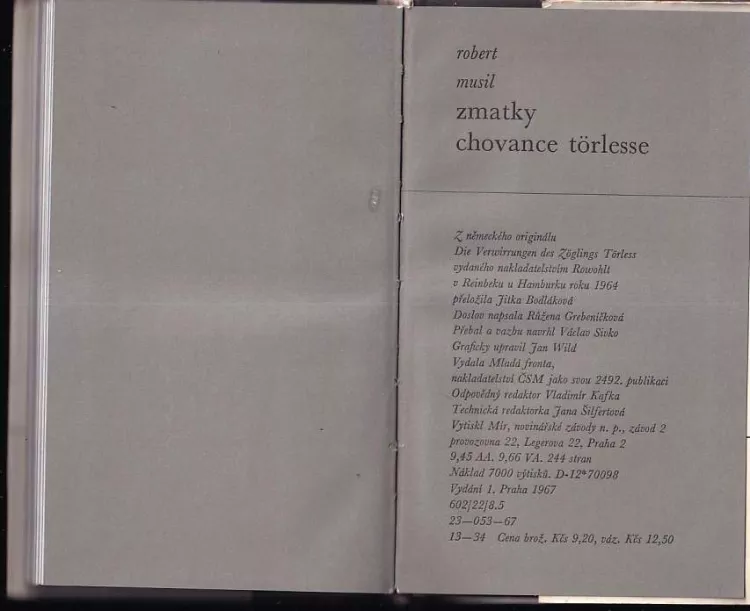 robert
musil
zmatky
chovance törlesse
Z německého originálu
Die Verwirrungen des Zöglings Törless
vydaného nakladatelstvím Rowohlt
v Reinbeku u Hamburku roku 1964
přeložila Jitka Bodláková
Doslov napsala Růžena Grebeníčková
Přebal a vazbu navrhl Václav Sivko
Graficky upravil Jan Wild
Vydala Mladá fronta,
nakladatelství ČSM jako svou 2492. publikaci
Odpovědný redaktor Vladimír Kafka
Technická redaktorka Jana Šilfertová
Vytiskl Mír, novinářské závody n. p., závod 2
provozovna 22, Legerova 22, Praha 2
9,45 AA. 9,66 VA. 244 stran
Náklad 7000 výtisků. D-12*70098
Vydání 1. Praha 1967
602/22/8.5
23—053—67
13—34 Cena brož. Kčs 9,20, váz. Kčs 12,50